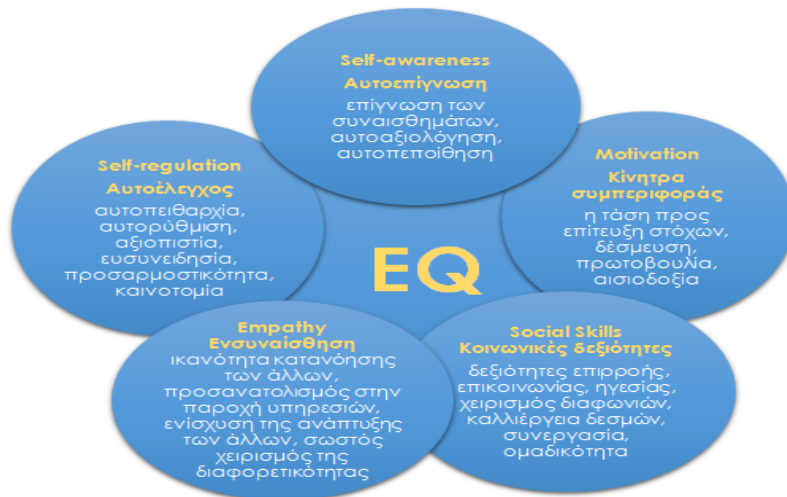 Self-awareness
Αυτοεπίγνωση
επίγνωση των
συναισθημάτων,
αυτοαξιολόγηση,
αυτοπεποίθηση
Self-regulation
Αυτοέλεγχος
αυτοπειθαρχία,
αυτορύθμιση,
αξιοπιστία,
ευσυνειδησία,
προσαρμοστικότητα,
καινοτομία
Motivation
Κίνητρα
συμπεριφοράς
η τάση προς
επίτευξη στόχων,
δέσμευση,
πρωτοβουλία,
αισιοδοξία
EQ
Empathy
Ενσυναίσθηση
ικανότητα κατανόησης
των άλλων,
προσανατολισμός στην
παροχή υπηρεσιών,
ενίσχυση της ανάπτυξης
των άλλων, σωστός
χειρισμός της
διαφορετικότητας
Social Skills
Κοινωνικές δεξιότητες
δεξιότητες επιρροής,
επικοινωνίας, ηγεσίας,
χειρισμός διαφωνιών,
καλλιέργεια δεσμών,
συνεργασία,
ομαδικότητα